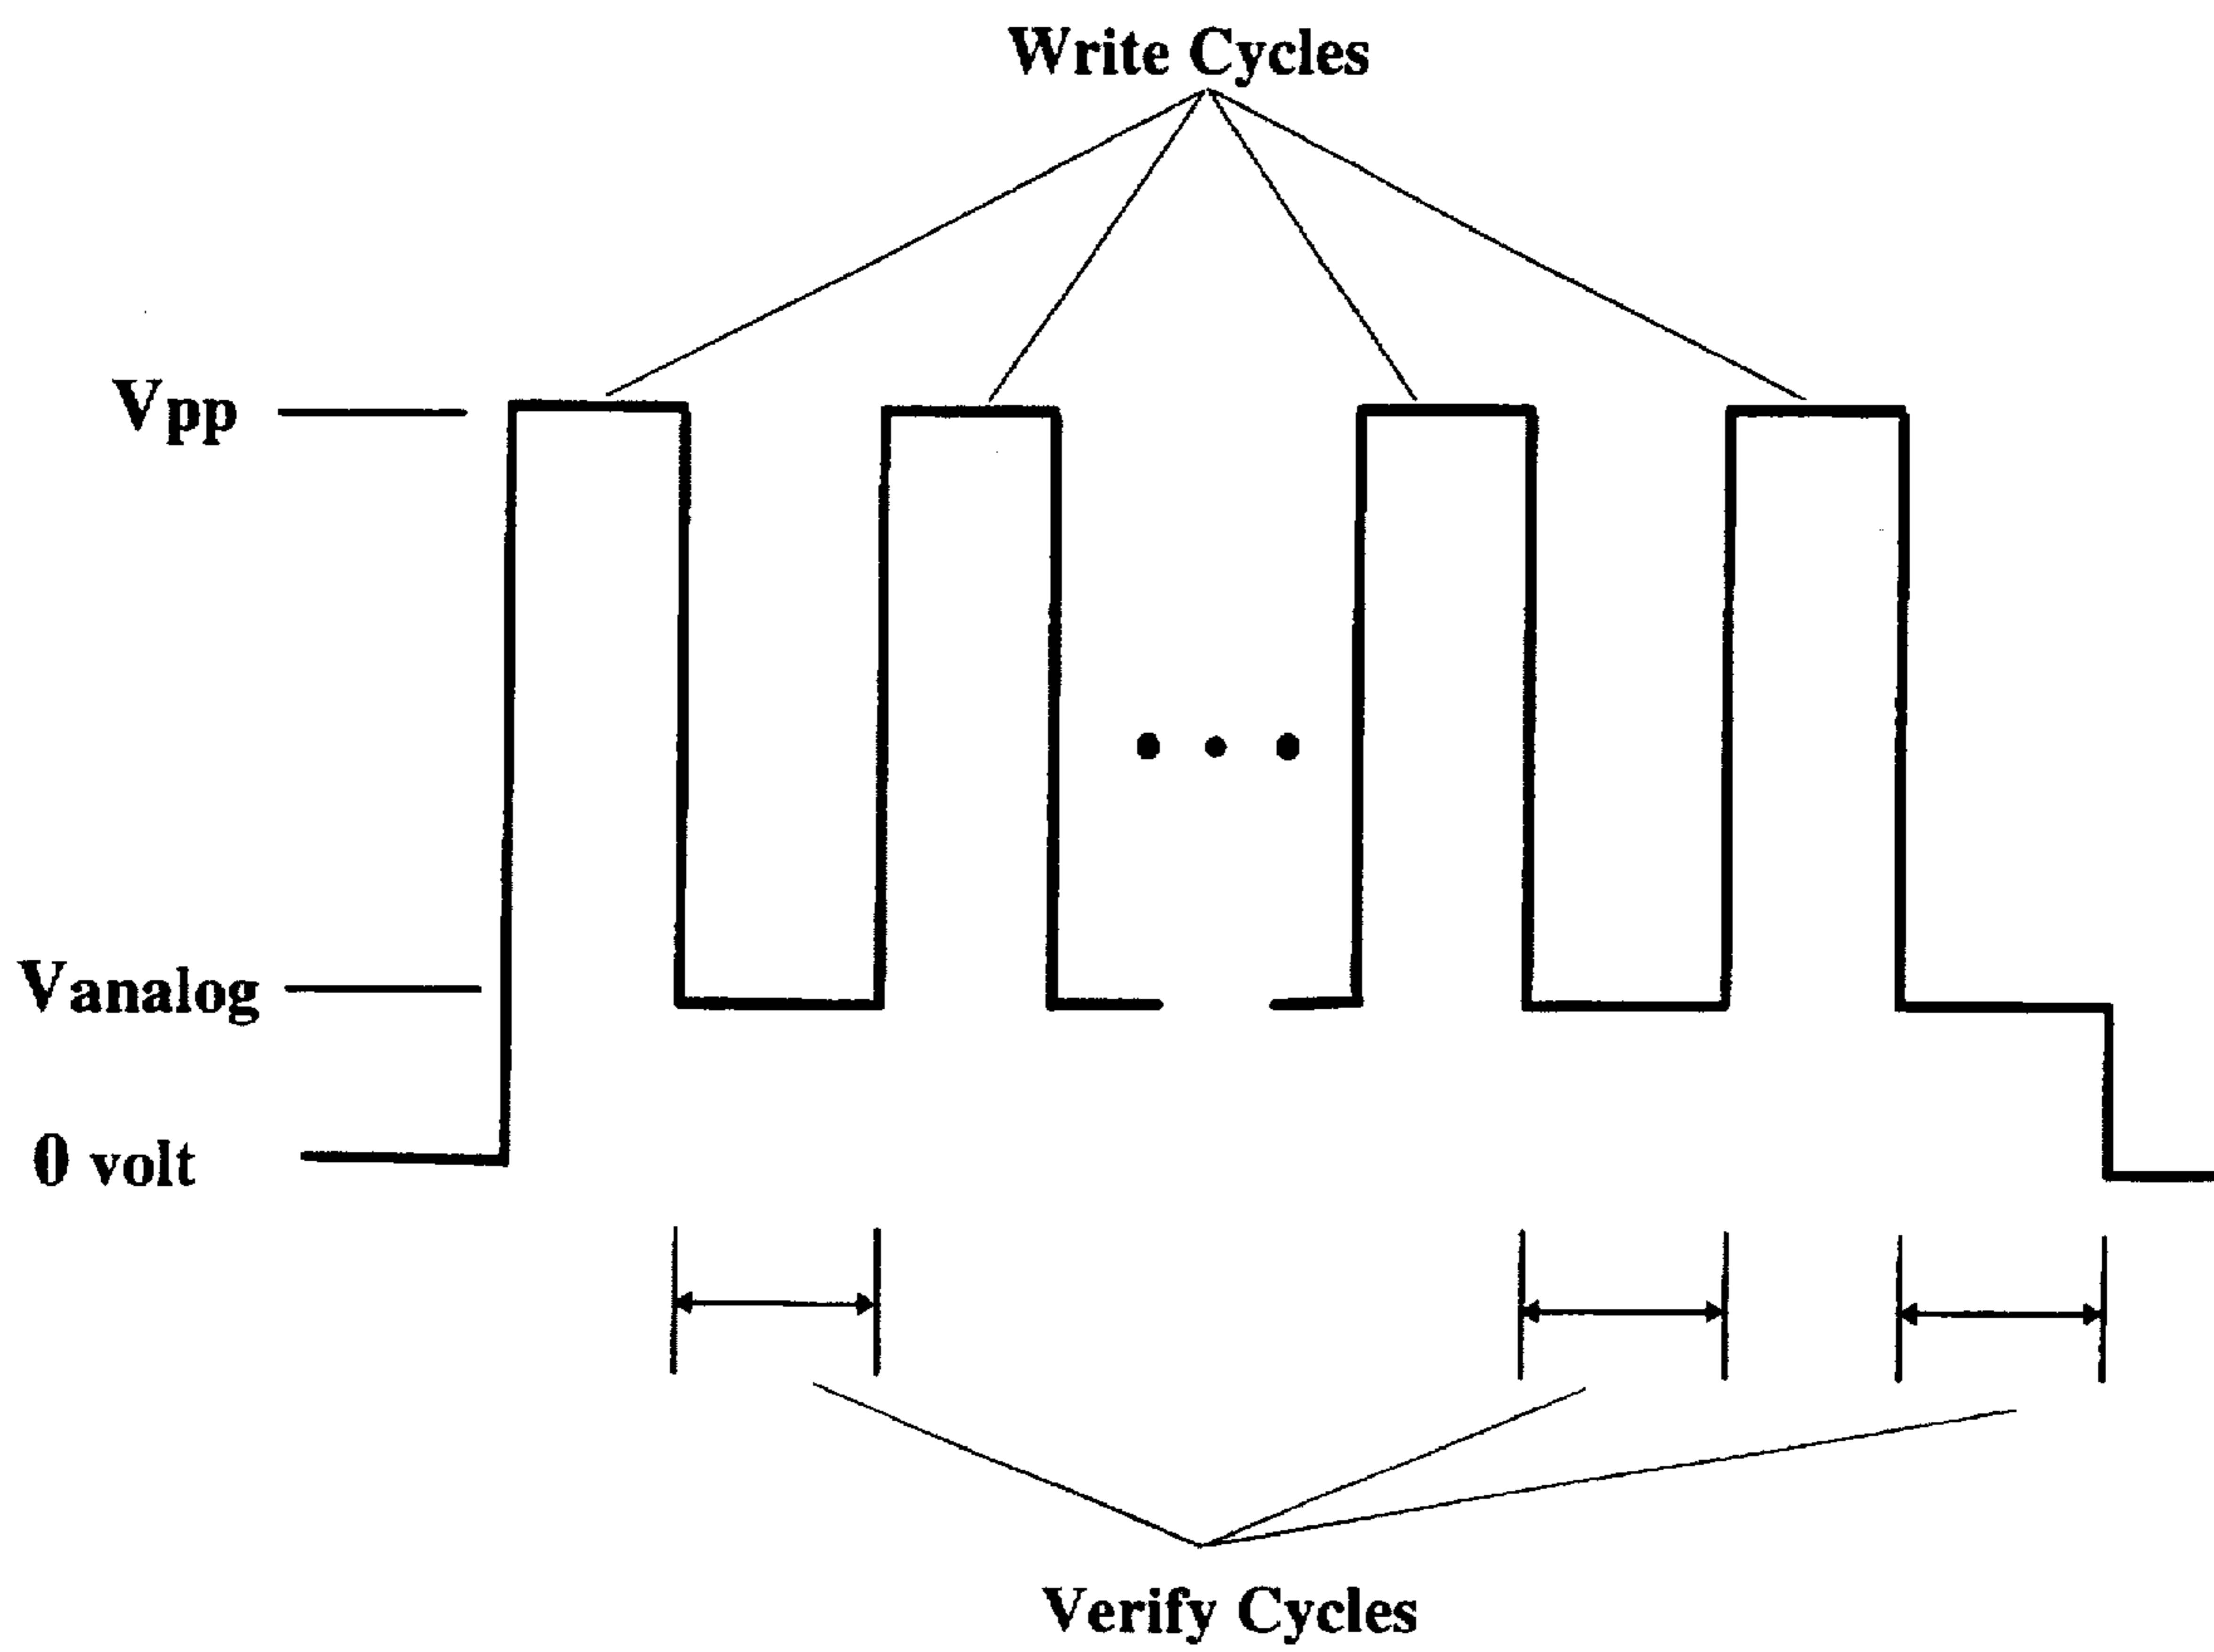 Write Cycles
Vpp
Vanalog
0 volt
Verify Cycles